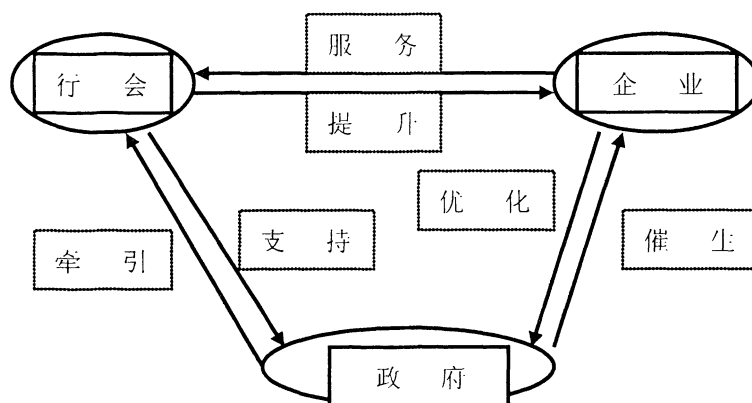 服 务
行 会
企 业
提 升
优 化
支 持
催 生
牵 引
政 府